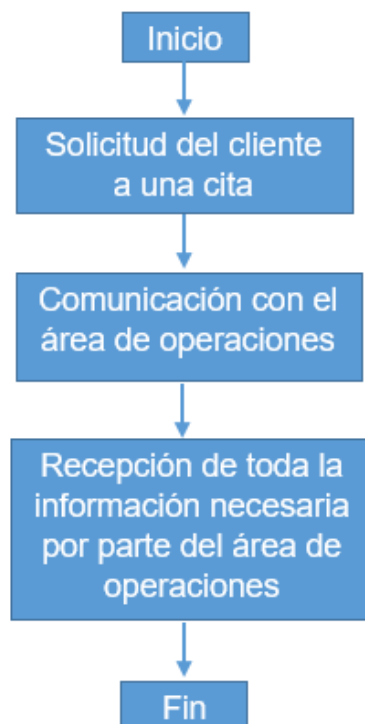 Inicio
Solicitud del cliente
a una cita
Comunicación con el
área de operaciones
Recepción de toda la
información necesaria
por parte del área de
operaciones
Fin